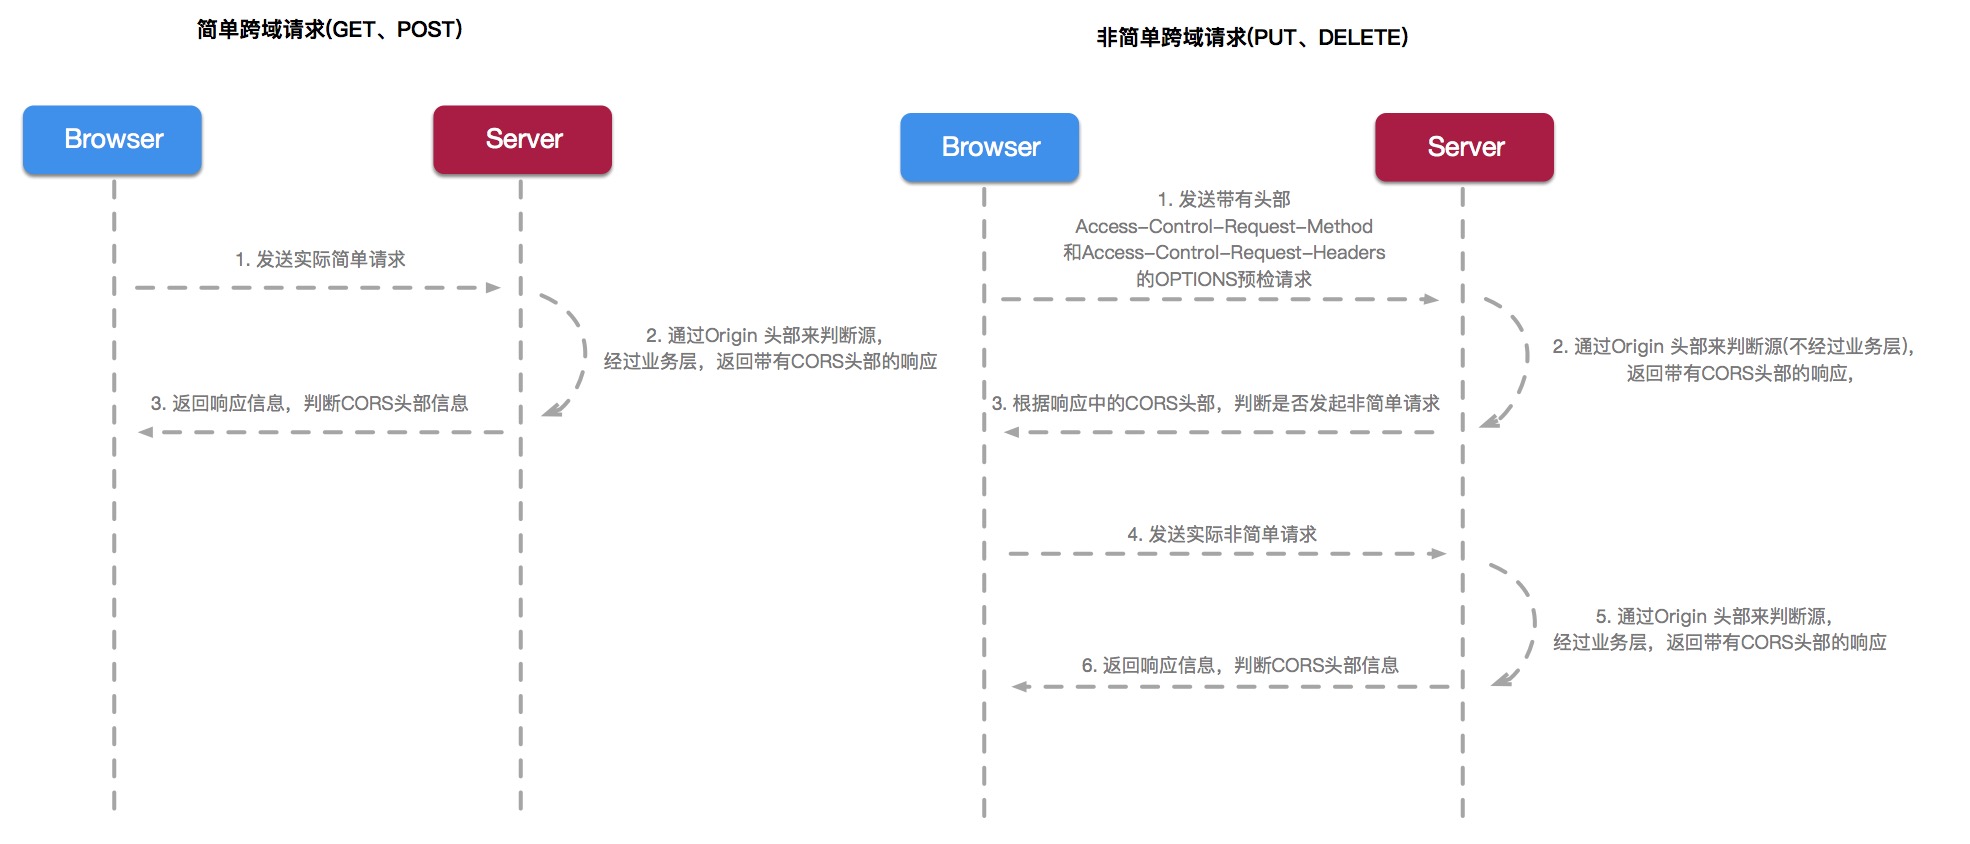 简单跨域请求(GET、POST)
Browser
Server
1. 发送实际简单请求
2. 通过Origin 头部来判断源，
经过业务层，返回带有CORS头部的响应
3. 返回响应信息，判断CORS头部信息
非简单跨域请求(PUT、DELETE)
Browser
Server
1. 发送带有头部
Access-Control-Request-Method
和Access-Control-Request-Headers
的OPTIONS预检请求
2. 通过Origin 头部来判断源(不经过业务层)，
返回带有CORS头部的响应，
3. 根据响应中的CORS头部，判断是否发起非简单请求
4. 发送实际非简单请求
5. 通过Origin 头部来判断源，
经过业务层，返回带有CORS头部的响应
6. 返回响应信息，判断CORS头部信息